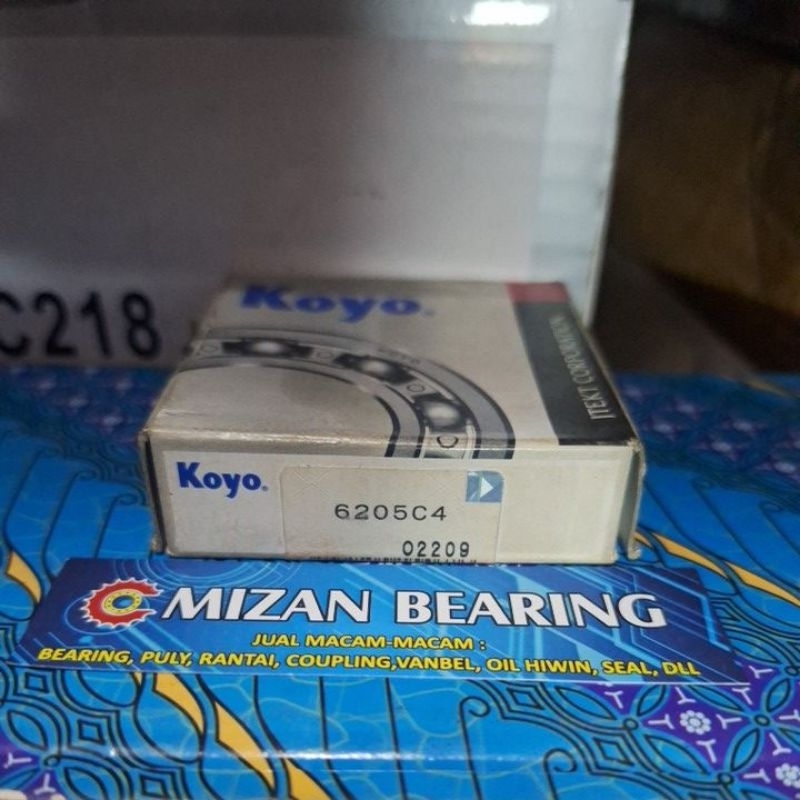 C218
Koyo.
JTEKT CORPORATION
Koyo.
6205C4
02209
MIZAN BEARING
JUAL MACAM-MACAM :
BEARING, PULY, RANTAI, COUPLING,VANBEL, OIL HIWIN, SEAL, DLL